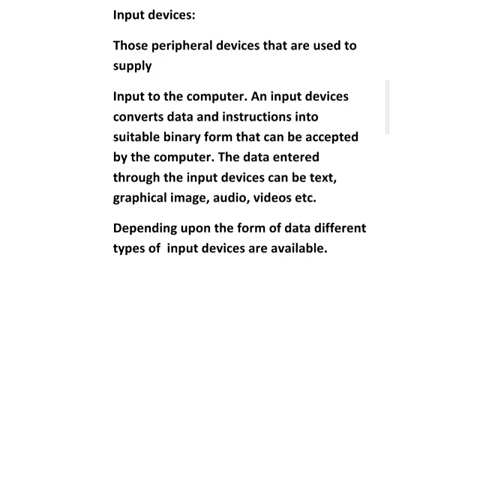 Input devices:
Those peripheral devices that are used to
supply
Input to the computer. An input devices
converts data and instructions into
suitable binary form that can be accepted
by the computer. The data entered
through the input devices can be text,
graphical image, audio, videos etc.
Depending upon the form of data different
types of  input devices are available.